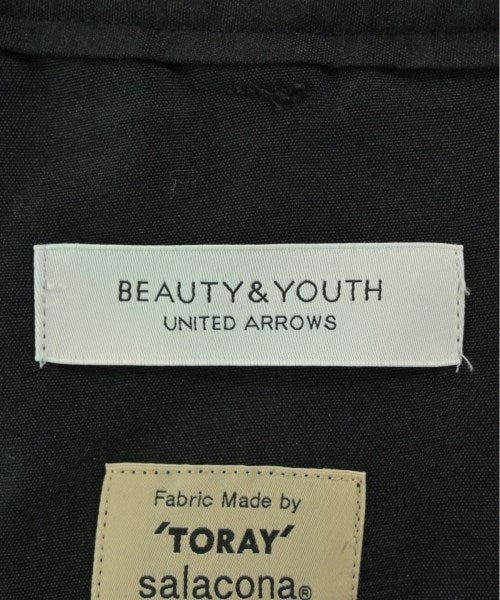 BEAUTY&YOUTH
UNITED ARROWS
Fabric Made by
'TORAY'
salacona®